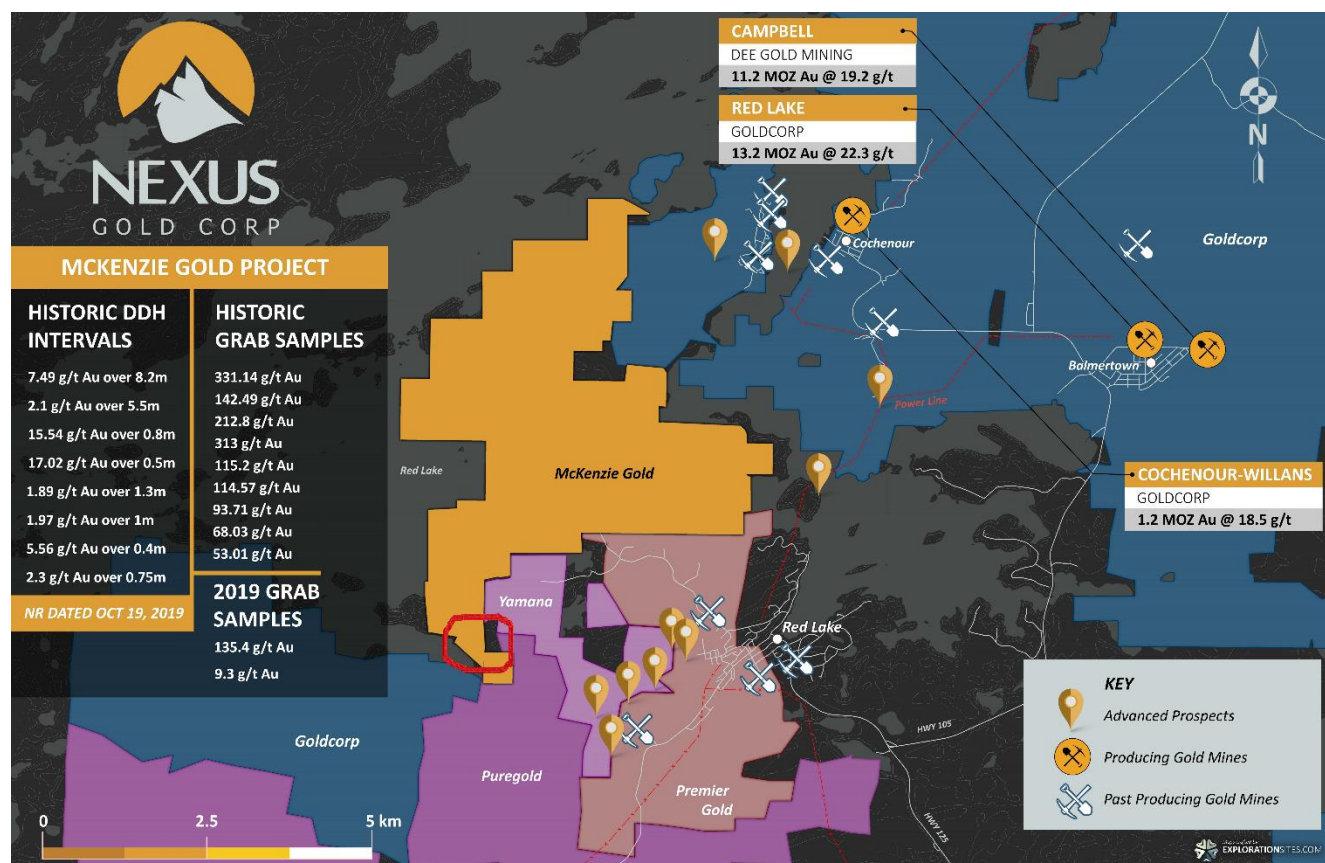 NEXUS
GOLD CORP
MCKENZIE GOLD PROJECT
HISTORIC DDH
INTERVALS
7.49 g/t Au over 8.2m
2.1 g/t Au over 5.5m
15.54 g/t Au over 0.8m
17.02 g/t Au over 0.5m
1.89 g/t Au over 1.3m
1.97 g/t Au over 1m
5.56 g/t Au over 0.4m
2.3 g/t Au over 0.75m
NR DATED OCT 19, 2019
HISTORIC
GRAB SAMPLES
331.14 g/t Au
142.49 g/t Au
212.8 g/t Au
313 g/t Au
115.2 g/t Au
114.57 g/t Au
93.71 g/t Au
68.03 g/t Au
53.01 g/t Au
2019 GRAB
SAMPLES
135.4 g/t Au
9.3 g/t Au
CAMPBELL
DEE GOLD MINING
11.2 MOZ Au @ 19.2 g/t
RED LAKE
GOLDCORP
13.2 MOZ Au @ 22.3 g/t
N
Cochenour
Goldcorp
Balmertown
Power Line
Red Lake
McKenzie Gold
COCHENOUR-WILLANS
GOLDCORP
1.2 MOZ Au @ 18.5 g/t
Yamana
Red Lake
Goldcorp
Puregold
Premier
Gold
HWY 105
HWY 125
KEY
Advanced Prospects
Producing Gold Mines
Past Producing Gold Mines
0
2.5
5 km
EXPLORATIONSITES.COM